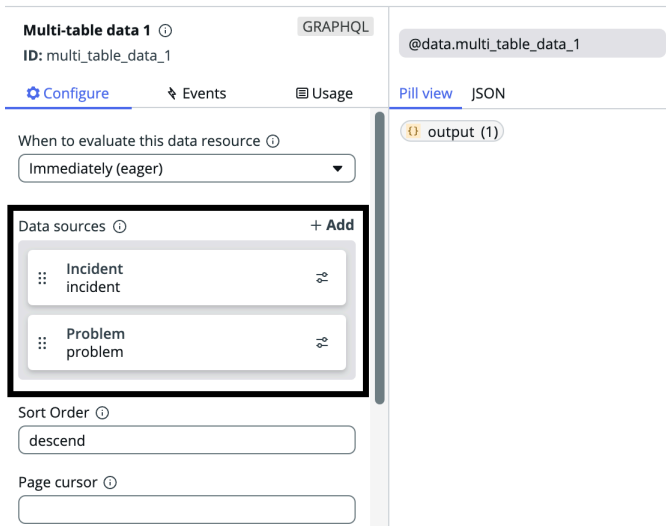 Multi-table data 1
GRAPHQL
ID: multi_table_data_1
Configure
Events
Usage
When to evaluate this data resource
Immediately (eager)
Data sources
+ Add
Incident
incident
Problem
problem
Sort Order
descend
Page cursor
@data.multi_table_data_1
Pill view
JSON
{} output (1)